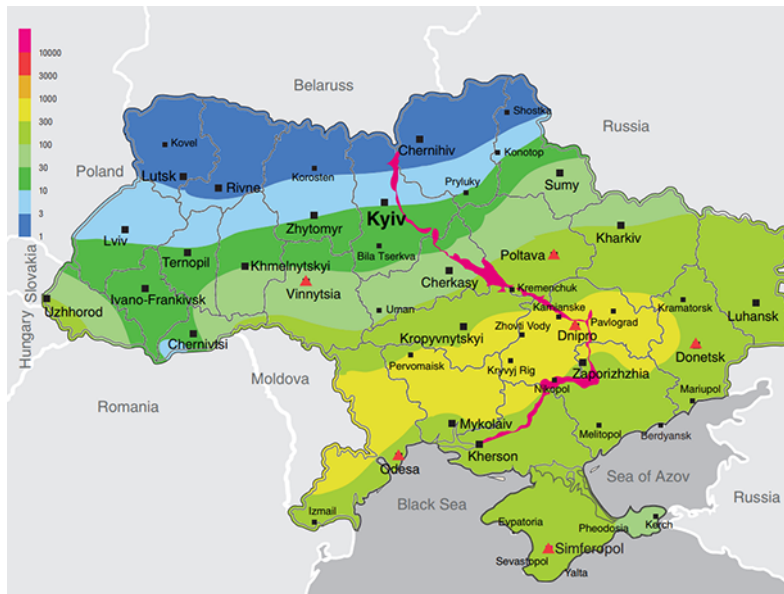 10000
3000
1000
300
100
30
10
3
1
Belaruss
Russia
Poland
Slovakia
Hungary
Romania
Moldova
Black Sea
Sea of Azov
Russia
Shostka
Kovel
Chernihiv
Konotop
Lutsk
Rivne
Korosten
Pryluky
Sumy
Kyiv
Zhytomyr
Lviv
Kharkiv
Ternopil
Bila Tserkva
Poltava
Khmelnytskyi
Cherkasy
Ivano-Frankivsk
Vinnytsia
Kremenchuk
Uzhhorod
Uman
Kamianske
Pavlograd
Kramatorsk
Luhansk
Chernivtsi
Kropyvnytskyi
Zhovti Vody
Dnipro
Donetsk
Pervomaisk
Kryvyj Rig
Zaporizhzhia
Nikopol
Mariupol
Mykolaiv
Melitopol
Berdyansk
Kherson
Odesa
Izmail
Eypatoria
Pheodosia
Kerch
Simferopol
Sevastopol
Yalta